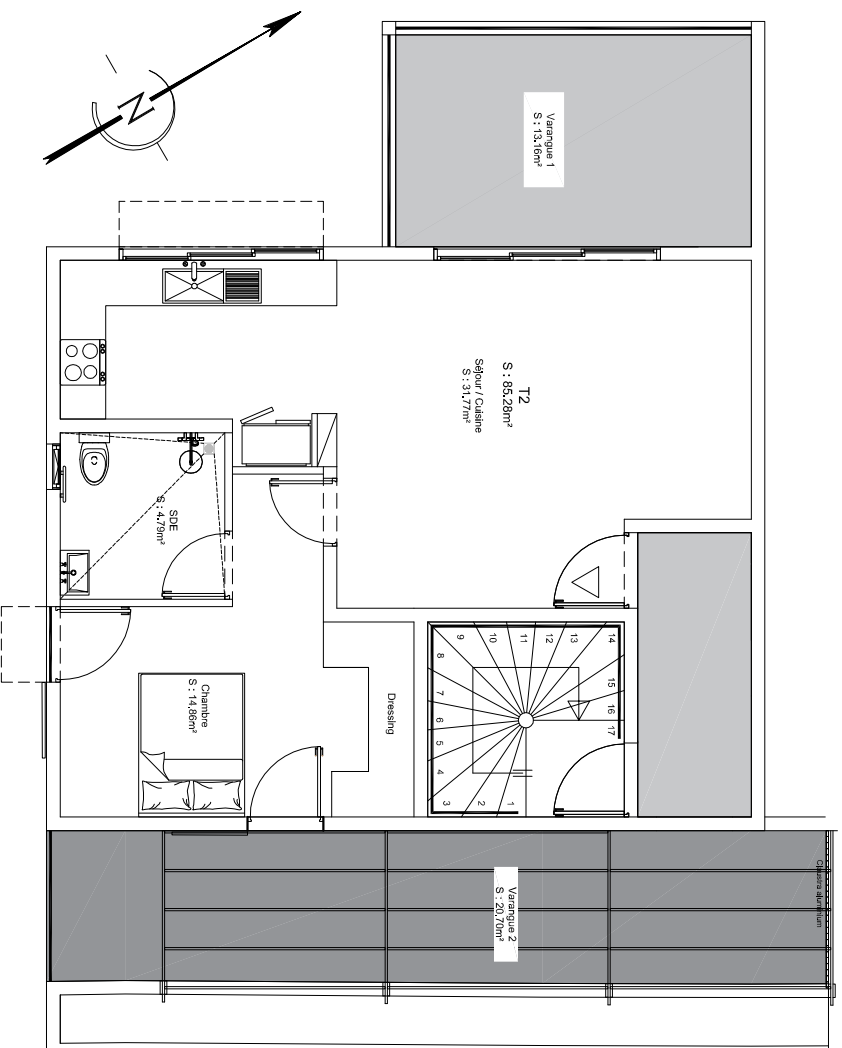 N
Varangue 1
S : 13.16m²
T2
S : 85.28m²
Séjour / Cuisine
S : 31.77m²
SDE
S : 4.79m²
Chambre
S : 14,86m²
Dressing
1
2
3
4
5
6
7
8
9
10
11
12
13
14
15
16
17
Varangue 2
S : 20,70m²
Claustra aluminium